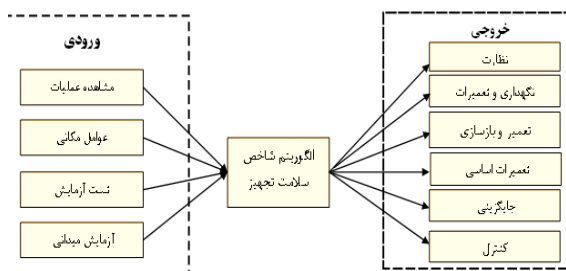 ورودی
مشاهده عملیات
عوامل مکانی
تست آزمایش
آزمایش میدانی
الگوریتم شاخص
سلامت تجهیز
خروجی
نظارت
نگهداری و تعمیرات
تعمیر و بازسازی
تعمیرات اساسی
جایگزینی
کنترل